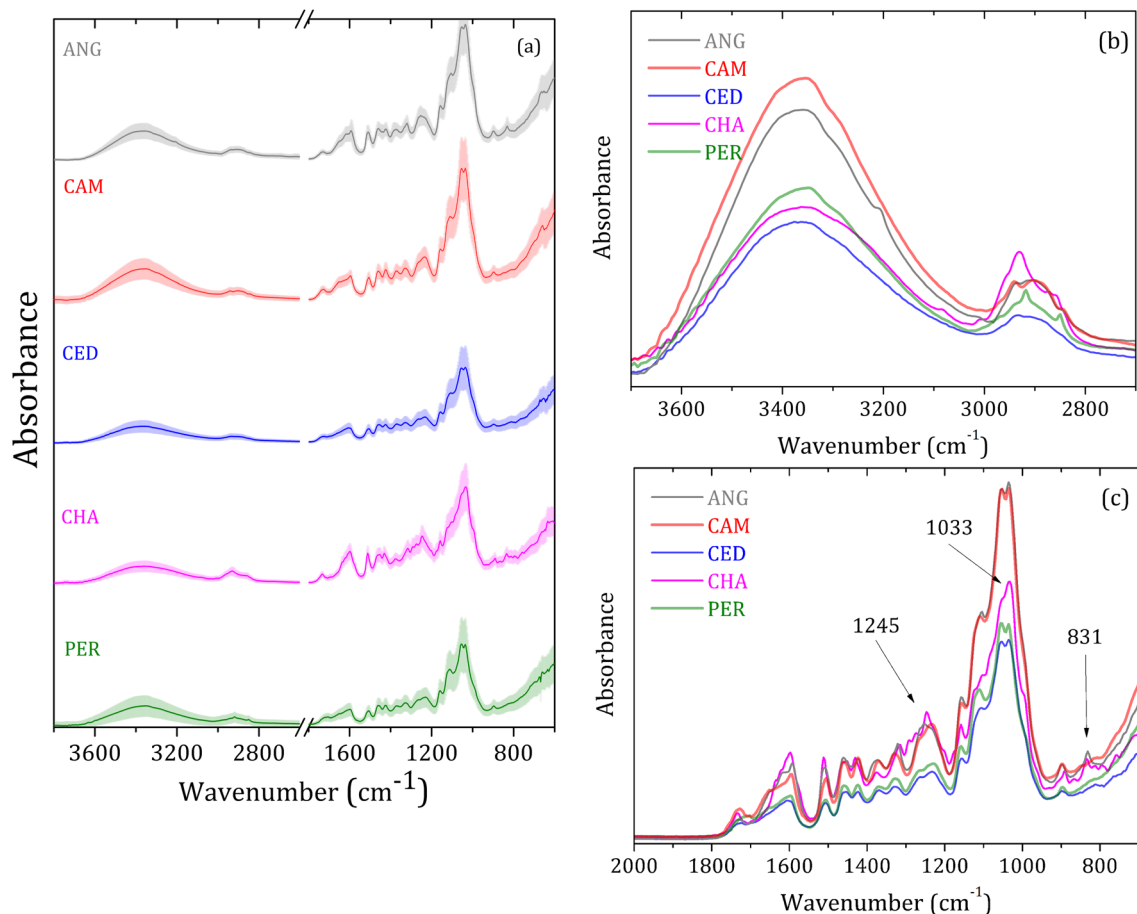 (a)
ANG
CAM
CED
CHA
PER
Absorbance
3600 3200 2800 1600 1200 800
Wavenumber (cm⁻¹)
(b)
ANG
CAM
CED
CHA
PER
Absorbance
3600 3400 3200 3000 2800
Wavenumber (cm⁻¹)
(c)
ANG
CAM
CED
CHA
PER
1033
1245
831
Absorbance
2000 1800 1600 1400 1200 1000 800
Wavenumber (cm⁻¹)